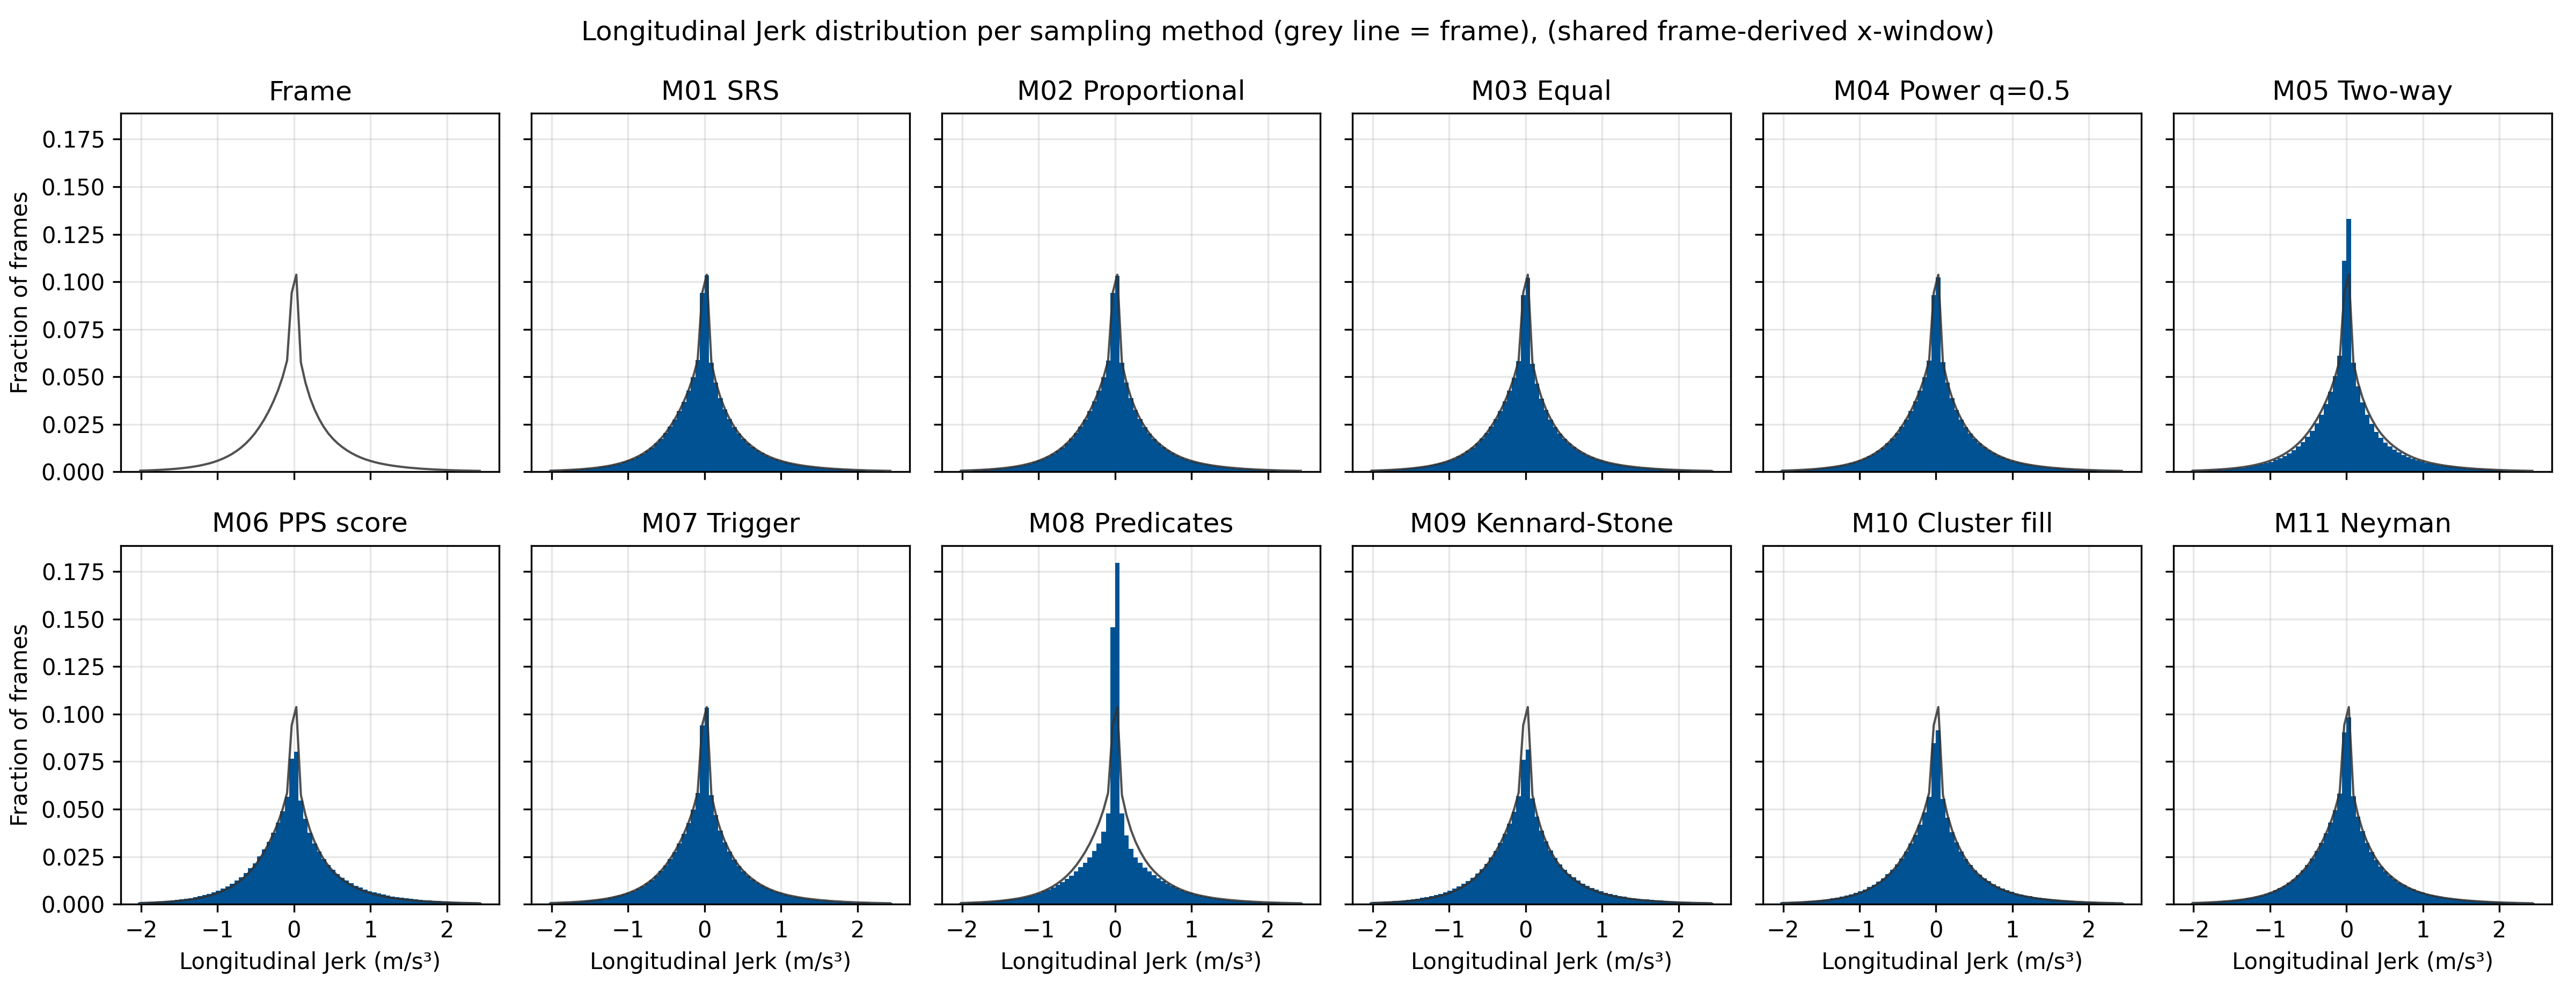 Longitudinal Jerk distribution per sampling method (grey line = frame), (shared frame-derived x-window)
Frame
M01 SRS
M02 Proportional
M03 Equal
M04 Power q=0.5
M05 Two-way
Fraction of frames
0.175
0.150
0.125
0.100
0.075
0.050
0.025
0.000
M06 PPS score
M07 Trigger
M08 Predicates
M09 Kennard-Stone
M10 Cluster fill
M11 Neyman
Fraction of frames
0.175
0.150
0.125
0.100
0.075
0.050
0.025
0.000
−2 −1 0 1 2
−2 −1 0 1 2
−2 −1 0 1 2
−2 −1 0 1 2
−2 −1 0 1 2
−2 −1 0 1 2
Longitudinal Jerk (m/s³)
Longitudinal Jerk (m/s³)
Longitudinal Jerk (m/s³)
Longitudinal Jerk (m/s³)
Longitudinal Jerk (m/s³)
Longitudinal Jerk (m/s³)